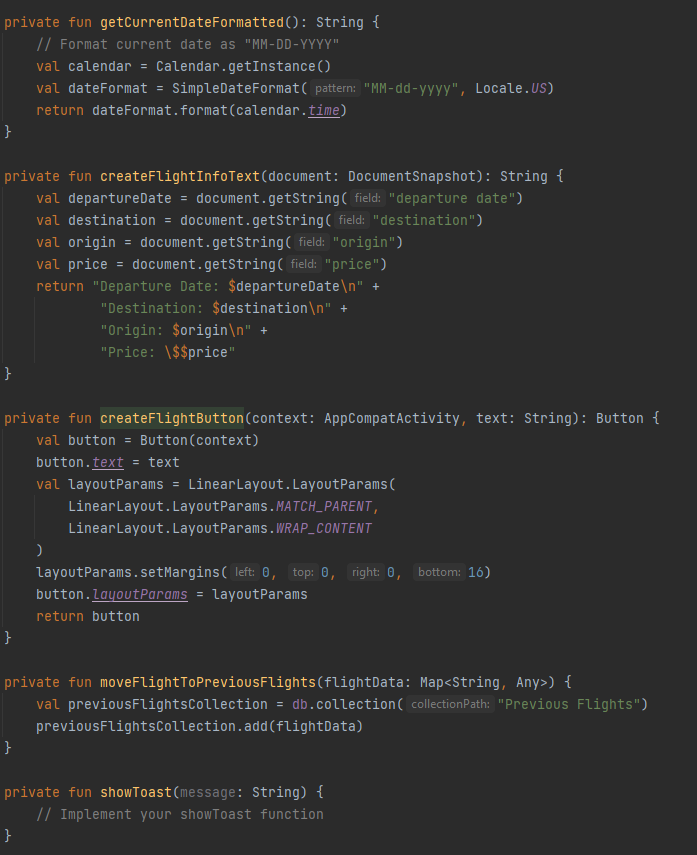 private fun getCurrentDateFormatted(): String {
// Format current date as "MM-DD-YYYY"
val calendar = Calendar.getInstance()
val dateFormat = SimpleDateFormat( pattern: "MM-dd-yyyy", Locale.US)
return dateFormat.format(calendar.time)
}
private fun createFlightInfoText(document: DocumentSnapshot): String {
val departureDate = document.getString( field: "departure date")
val destination = document.getString( field: "destination")
val origin = document.getString( field: "origin")
val price = document.getString( field: "price")
return "Departure Date: $departureDate\n" +
"Destination: $destination\n" +
"Origin: $origin\n" +
"Price: \$$price"
}
private fun createFlightButton(context: AppCompatActivity, text: String): Button {
val button = Button(context)
button.text = text
val layoutParams = LinearLayout.LayoutParams(
LinearLayout.LayoutParams.MATCH_PARENT,
LinearLayout.LayoutParams.WRAP_CONTENT
)
layoutParams.setMargins( left: 0, top: 0, right: 0, bottom: 16)
button.layoutParams = layoutParams
return button
}
private fun moveFlightToPreviousFlights(flightData: Map<String, Any>) {
val previousFlightsCollection = db.collection( collectionPath: "Previous Flights")
previousFlightsCollection.add(flightData)
}
private fun showToast(message: String) {
// Implement your showToast function
}